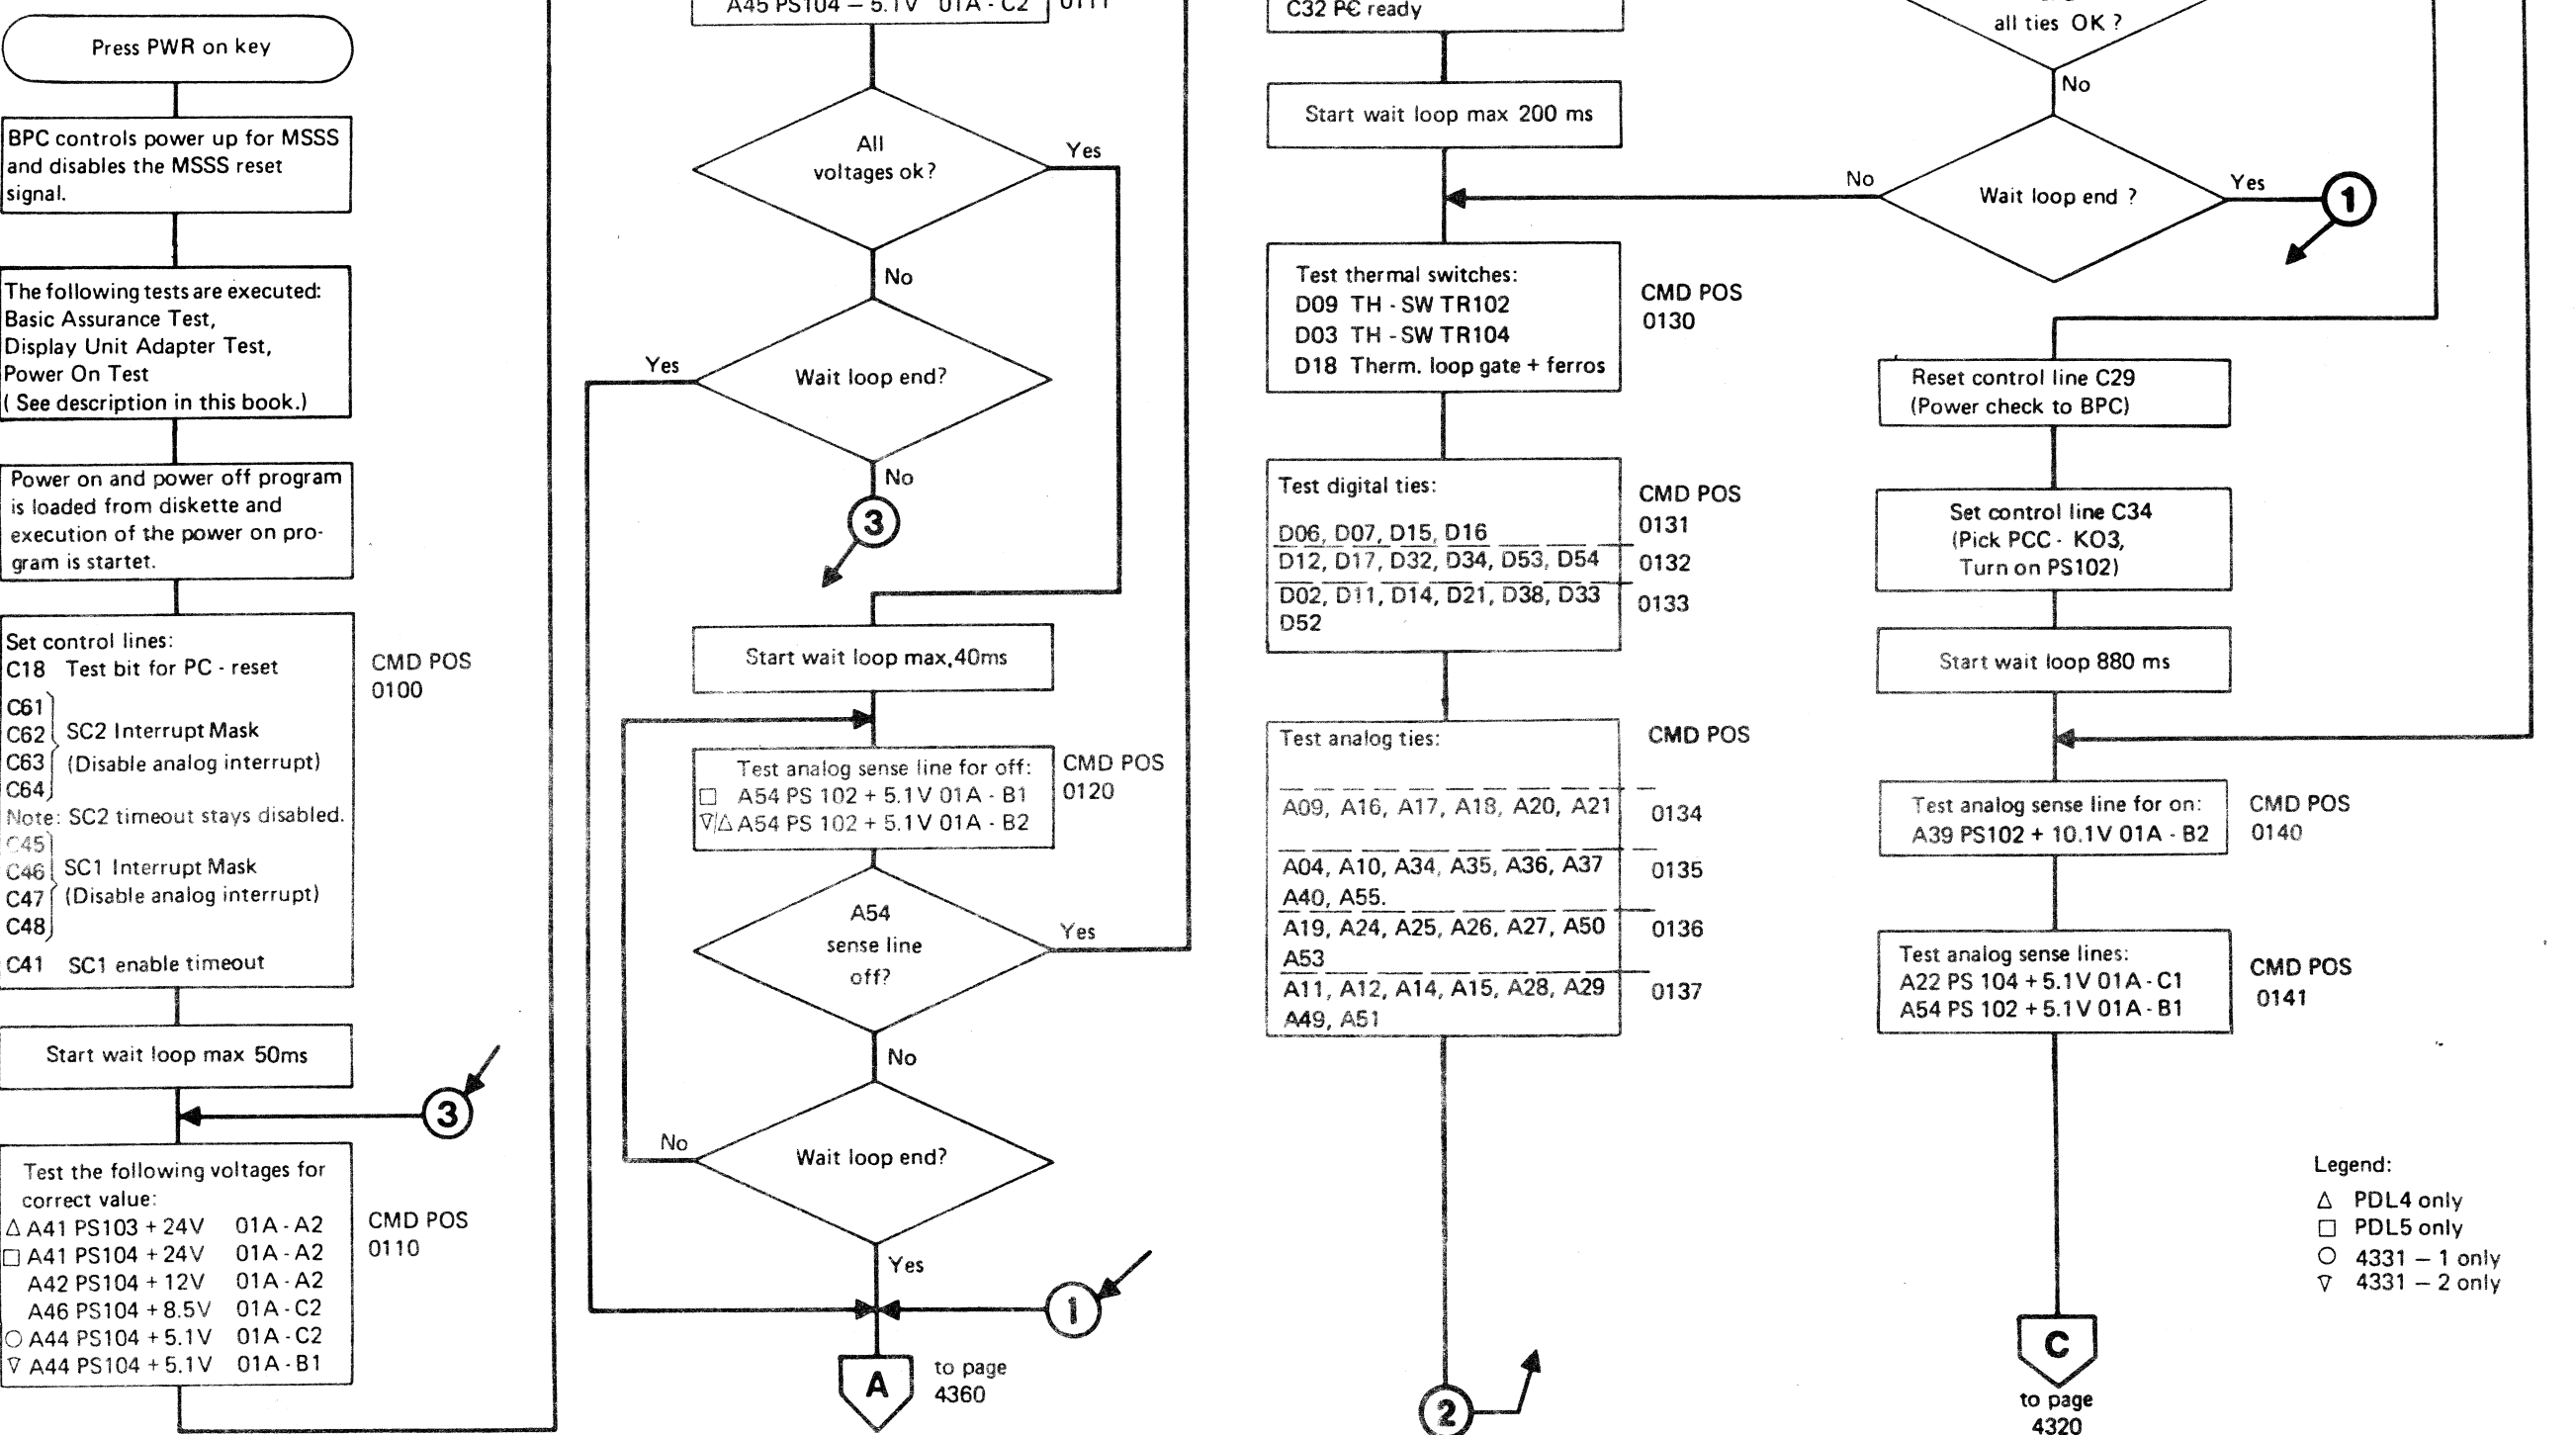 Press PWR on key
BPC controls power up for MSSS
and disables the MSSS reset
signal.
The following tests are executed:
Basic Assurance Test,
Display Unit Adapter Test,
Power On Test
( See description in this book.)
Power on and power off program
is loaded from diskette and
execution of the power on pro-
gram is startet.
Set control lines:
C18 Test bit for PC - reset
C61
C62 SC2 Interrupt Mask
C63 (Disable analog interrupt)
C64
Note: SC2 timeout stays disabled.
C45
C46 SC1 Interrupt Mask
C47 (Disable analog interrupt)
C48
C41 SC1 enable timeout
CMD POS
0100
Start wait loop max 50ms
3
Test the following voltages for
correct value:
△ A41 PS103 + 24V 01A - A2
□ A41 PS104 + 24V 01A - A2
A42 PS104 + 12V 01A - A2
A46 PS104 + 8.5V 01A - C2
○ A44 PS104 + 5.1V 01A - C2
▽ A44 PS104 + 5.1V 01A - B1
CMD POS
0110
A45 PS104 – 5.1V 01A - C2
0111
All
voltages ok?
Yes
No
Wait loop end?
Yes
No
3
Start wait loop max,40ms
Test analog sense line for off:
□ A54 PS 102 + 5.1V 01A - B1
▽/△ A54 PS 102 + 5.1V 01A - B2
CMD POS
0120
A54
sense line
off?
Yes
No
Wait loop end?
No
Yes
1
A
to page
4360
C32 PC ready
Start wait loop max 200 ms
Test thermal switches:
D09 TH - SW TR102
D03 TH - SW TR104
D18 Therm. loop gate + ferros
CMD POS
0130
Test digital ties:
D06, D07, D15, D16
D12, D17, D32, D34, D53, D54
D02, D11, D14, D21, D38, D33
D52
CMD POS
0131
0132
0133
Test analog ties:
A09, A16, A17, A18, A20, A21
A04, A10, A34, A35, A36, A37
A40, A55.
A19, A24, A25, A26, A27, A50
A53
A11, A12, A14, A15, A28, A29
A49, A51
CMD POS
0134
0135
0136
0137
2
all ties OK ?
No
Wait loop end ?
No
Yes
1
Reset control line C29
(Power check to BPC)
Set control line C34
(Pick PCC - KO3,
Turn on PS102)
Start wait loop 880 ms
Test analog sense line for on:
A39 PS102 + 10.1V 01A - B2
CMD POS
0140
Test analog sense lines:
A22 PS 104 + 5.1V 01A - C1
A54 PS 102 + 5.1V 01A - B1
CMD POS
0141
C
to page
4320
Legend:
△ PDL4 only
□ PDL5 only
○ 4331 – 1 only
▽ 4331 – 2 only